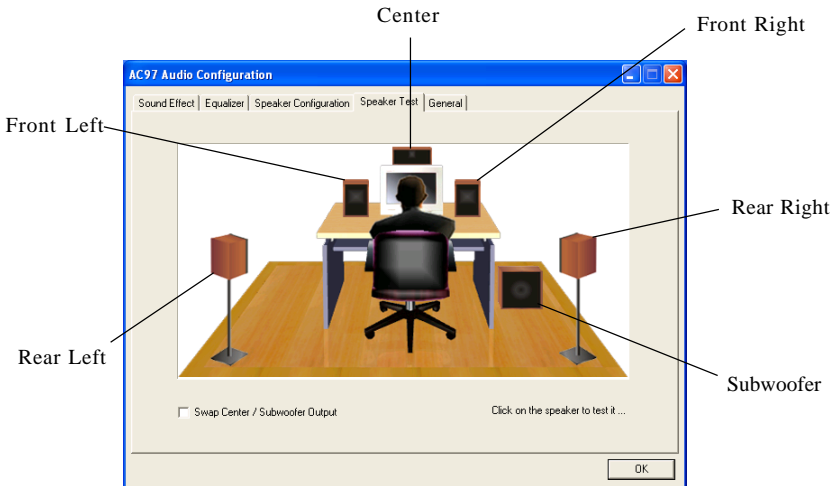 Center
Front Right
AC97 Audio Configuration
Sound Effect Equalizer Speaker Configuration Speaker Test General
Front Left
Rear Right
Rear Left
Subwoofer
Swap Center / Subwoofer Output
Click on the speaker to test it ...
OK